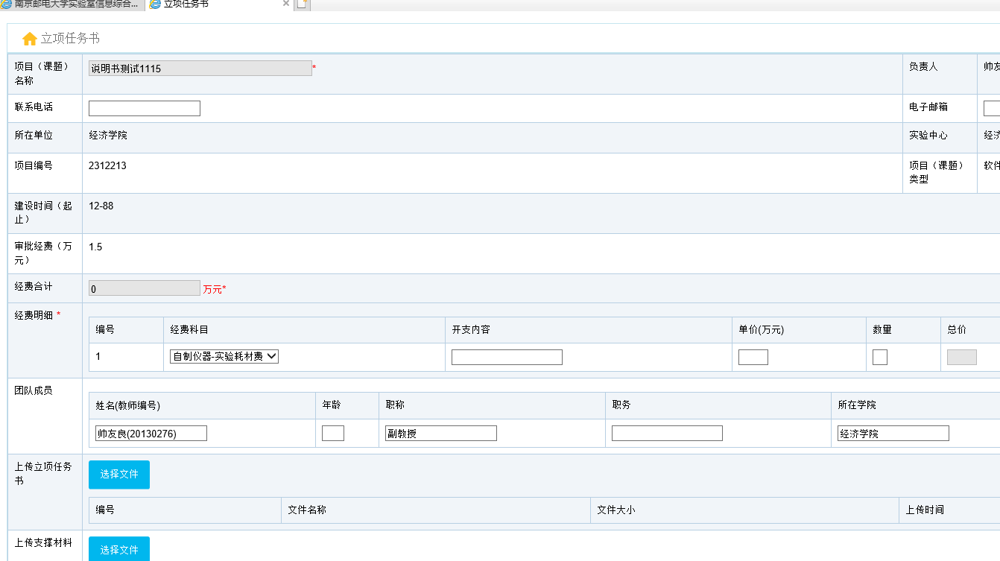 南京邮电大学实验室信息综合...
立项任务书
立项任务书
项目（课题）
名称
说明书测试1115
*
负责人
帅友
联系电话
电子邮箱
所在单位
经济学院
实验中心
经济
项目编号
2312213
项目（课题）
类型
软件
建设时间（起
止）
12-88
审批经费（万
元）
1.5
经费合计
0
万元*
经费明细 *
编号
经费科目
开支内容
单价(万元)
数量
总价
1
自制仪器-实验耗材费
团队成员
姓名(教师编号)
年龄
职称
职务
所在学院
帅友良(20130276)
副教授
经济学院
上传立项任务
书
选择文件
编号
文件名称
文件大小
上传时间
上传支撑材料
选择文件